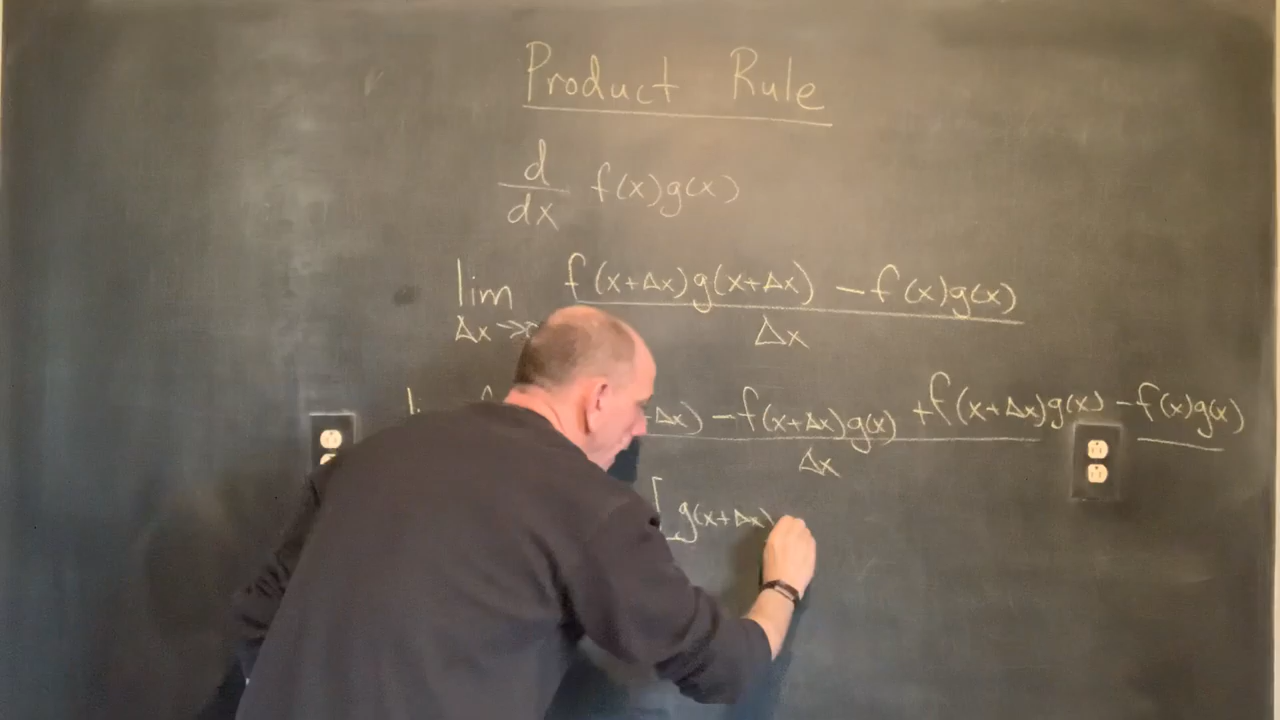 Product Rule
d/dx f(x)g(x)
lim Δx→ f(x+Δx)g(x+Δx) - f(x)g(x) / Δx
Δx) - f(x+Δx)g(x) + f(x+Δx)g(x) - f(x)g(x) / Δx
[g(x+Δx)